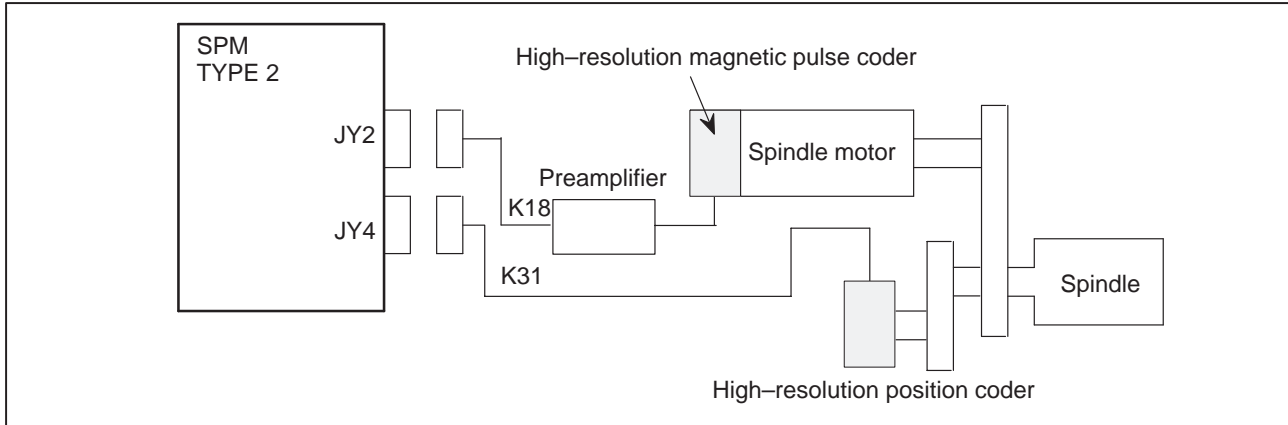 SPM
TYPE 2
High–resolution magnetic pulse coder
JY2
Spindle motor
Preamplifier
K18
JY4
K31
Spindle
High–resolution position coder